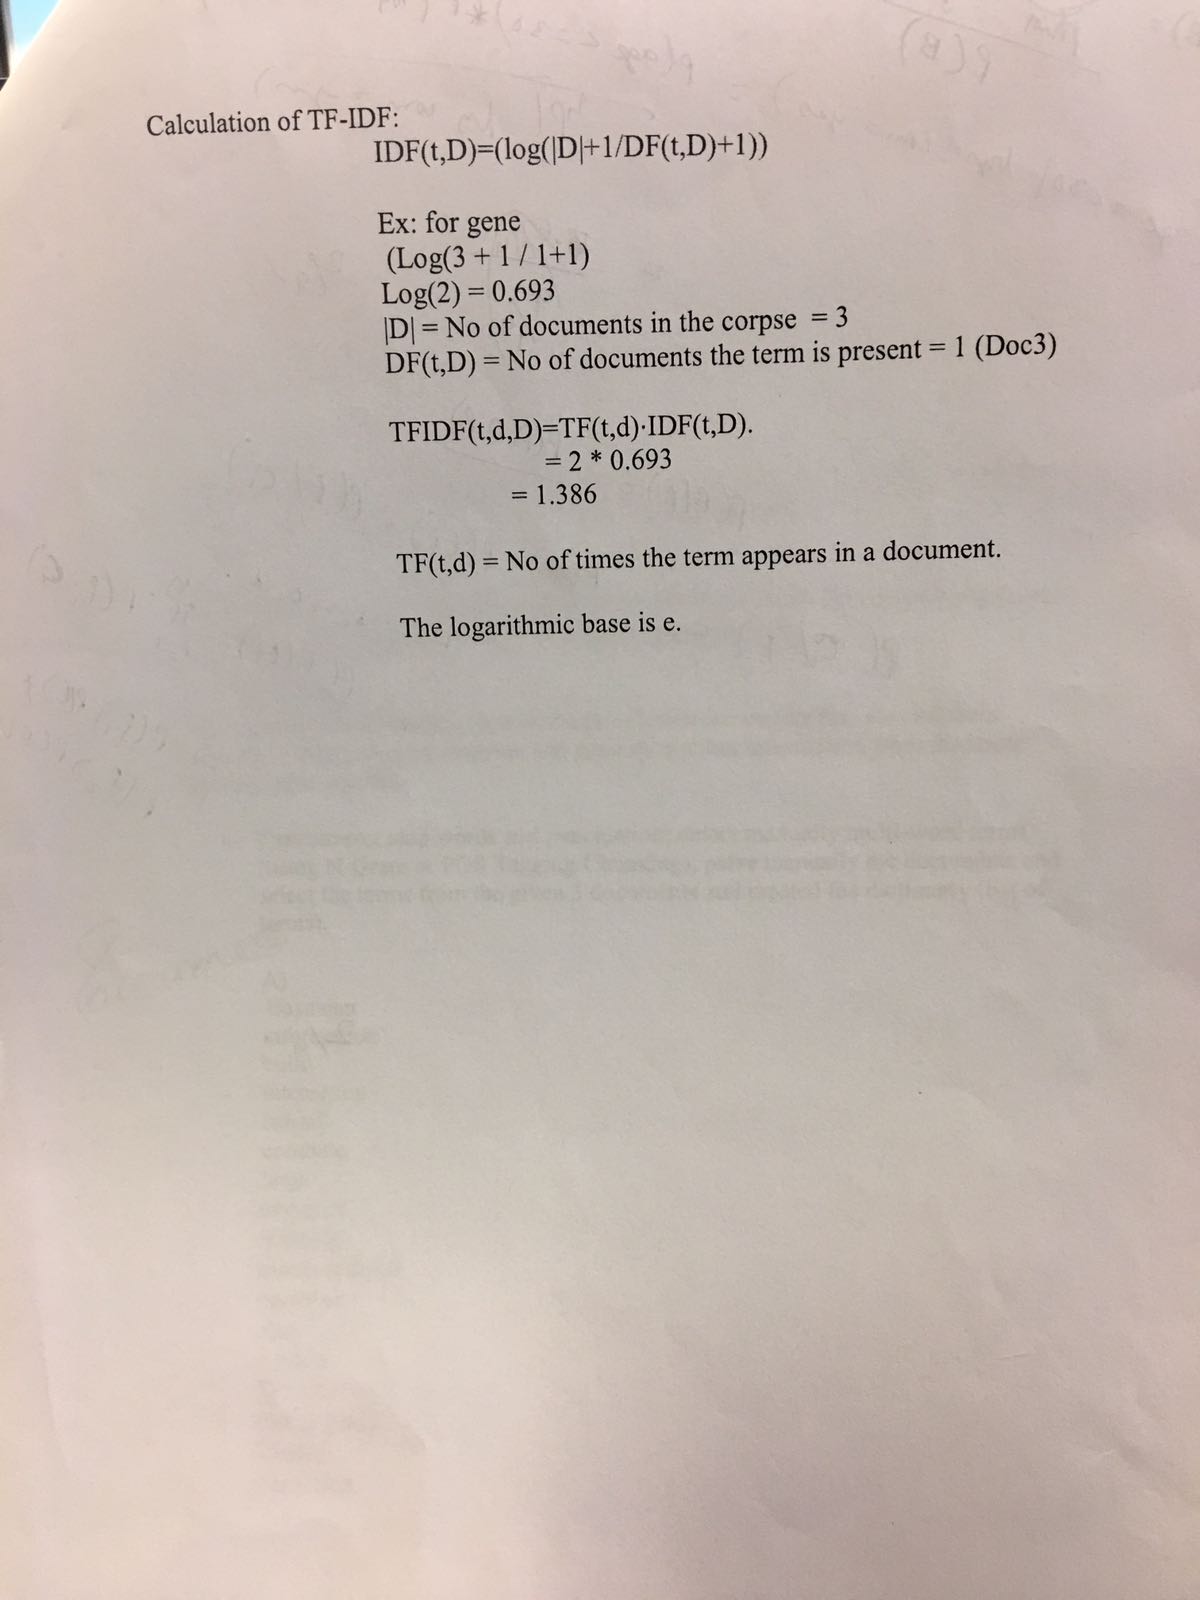 Calculation of TF-IDF:
IDF(t,D)=(log(|D|+1/DF(t,D)+1))
Ex: for gene
(Log(3 + 1 / 1+1)
Log(2) = 0.693
|D| = No of documents in the corpse = 3
DF(t,D) = No of documents the term is present = 1 (Doc3)
TFIDF(t,d,D)=TF(t,d)·IDF(t,D).
= 2 * 0.693
= 1.386
TF(t,d) = No of times the term appears in a document.
The logarithmic base is e.